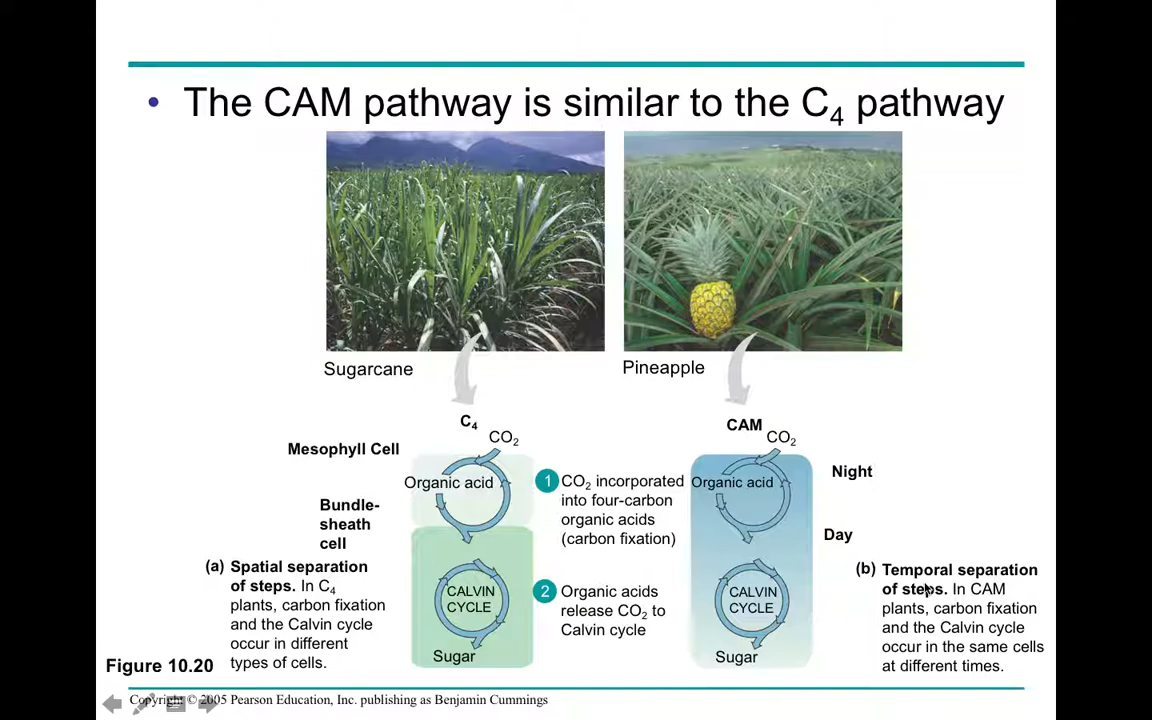 • The CAM pathway is similar to the C4 pathway
Sugarcane
Pineapple
C4
CO2
Mesophyll Cell
Organic acid
Bundle-
sheath
cell
(a) Spatial separation
of steps. In C4
plants, carbon fixation
and the Calvin cycle
occur in different
types of cells.
CALVIN
CYCLE
Sugar
1 CO2 incorporated
into four-carbon
organic acids
(carbon fixation)
2 Organic acids
release CO2 to
Calvin cycle
CAM
CO2
Organic acid
Night
Day
CALVIN
CYCLE
Sugar
(b) Temporal separation
of steps. In CAM
plants, carbon fixation
and the Calvin cycle
occur in the same cells
at different times.
Figure 10.20
Copyright © 2005 Pearson Education, Inc. publishing as Benjamin Cummings